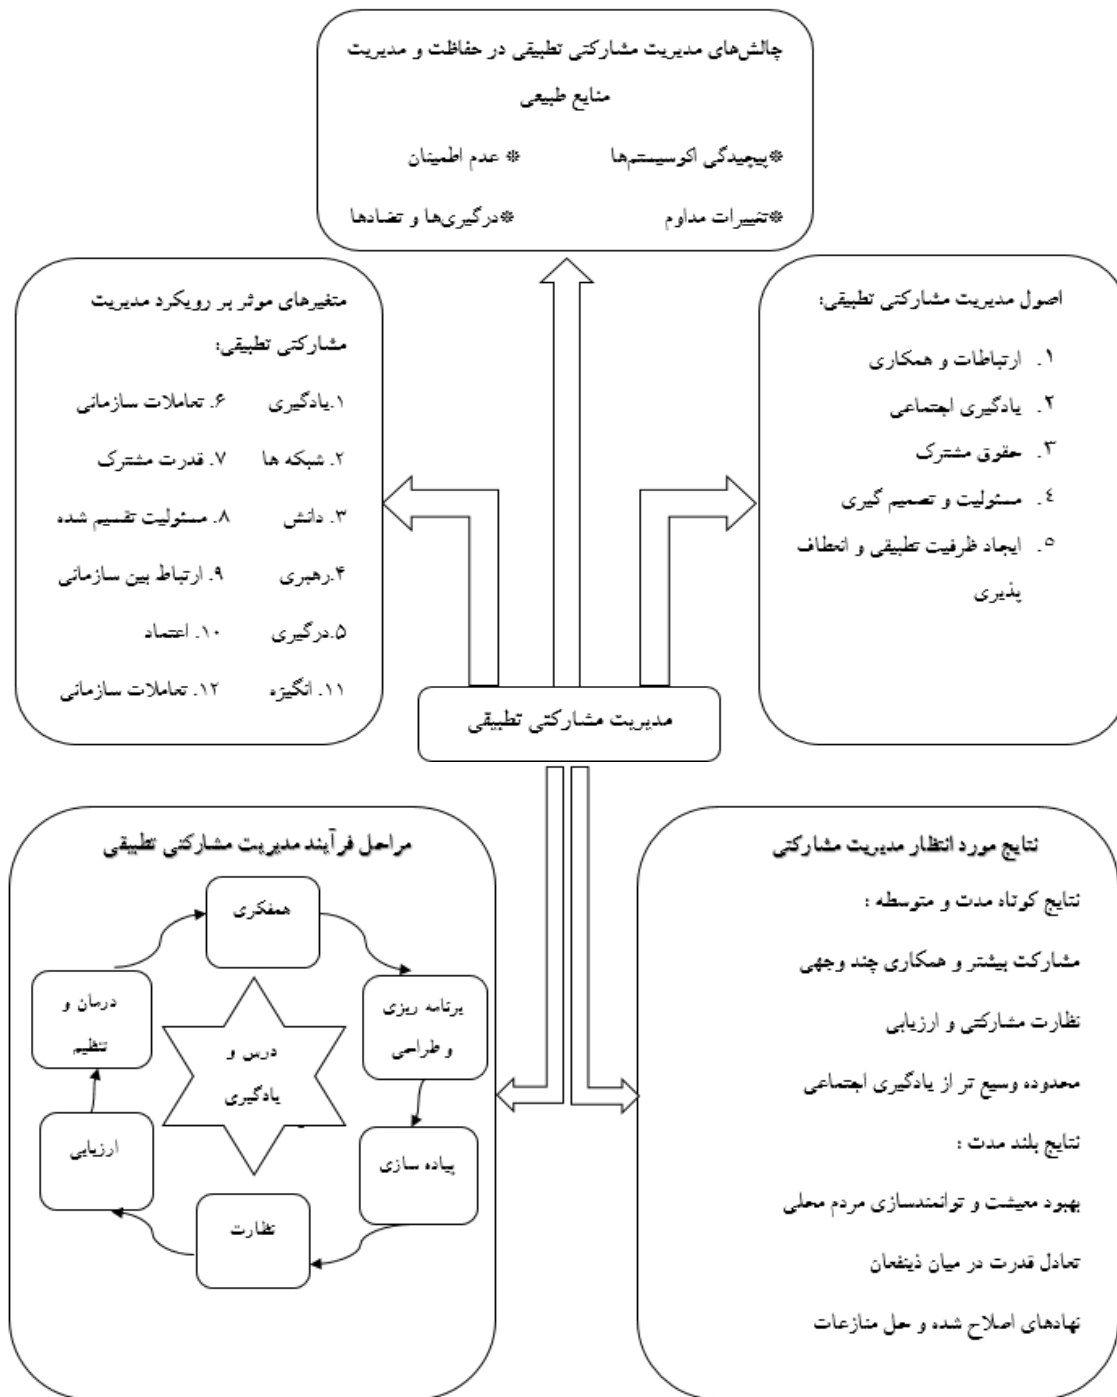 چالش‌های مدیریت مشارکتی تطبیقی در حفاظت و مدیریت
منابع طبیعی
*پیچیدگی اکوسیستم‌ها * عدم اطمینان
*تغییرات مداوم *درگیری‌ها و تضادها
اصول مدیریت مشارکتی تطبیقی:
۱. ارتباطات و همکاری
۲. یادگیری اجتماعی
۳. حقوق مشترک
٤. مسئولیت و تصمیم گیری
٥. ایجاد ظرفیت تطبیقی و انعطاف
پذیری
متغیرهای موثر بر رویکرد مدیریت
مشارکتی تطبیقی:
۱.یادگیری ۶. تعاملات سازمانی
۲. شبکه ها ۷. قدرت مشترک
۳. دانش ۸. مسئولیت تقسیم شده
۴.رهبری ۹. ارتباط بین سازمانی
۵.درگیری ۱۰. اعتماد
۱۱. انگیزه ۱۲. تعاملات سازمانی
مدیریت مشارکتی تطبیقی
نتایج مورد انتظار مدیریت مشارکتی
نتایج کوتاه مدت و متوسطه :
مشارکت بیشتر و همکاری چند وجهی
نظارت مشارکتی و ارزیابی
محدوده وسیع تر از یادگیری اجتماعی
نتایج بلند مدت :
بهبود معیشت و توانمندسازی مردم محلی
تعادل قدرت در میان ذینفعان
نهادهای اصلاح شده و حل منازعات
مراحل فرآیند مدیریت مشارکتی تطبیقی
همفکری
برنامه ریزی
و طراحی
پیاده سازی
نظارت
ارزیابی
درمان و
تنظیم
درس و
یادگیری